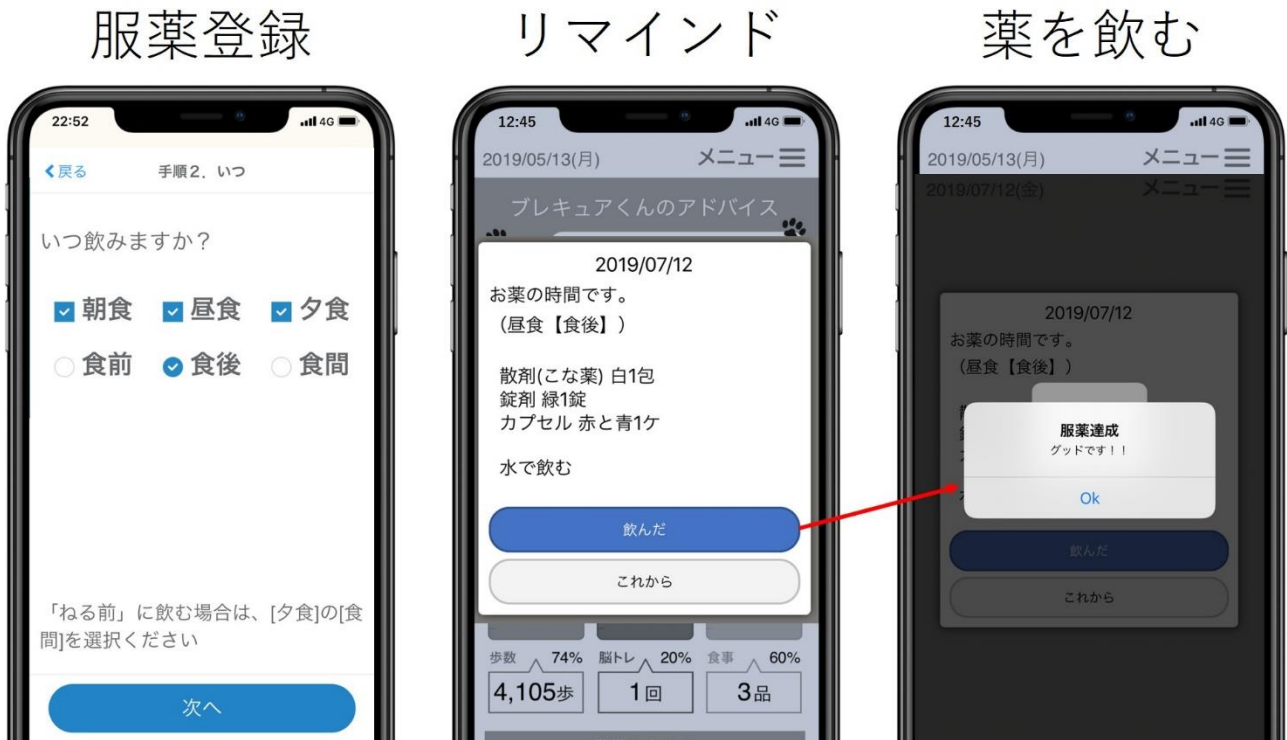 服薬登録
リマインド
薬を飲む
22:52
4G
戻る
手順2．いつ
いつ飲みますか？
朝食
昼食
夕食
食前
食後
食間
「ねる前」に飲む場合は、[夕食]の[食
間]を選択ください
次へ
12:45
4G
2019/05/13(月)
メニュー
ブレキュアくんのアドバイス
2019/07/12
お薬の時間です。
（昼食【食後】）
散剤(こな薬) 白1包
錠剤 緑1錠
カプセル 赤と青1ケ
水で飲む
飲んだ
これから
歩数
74%
脳トレ
20%
食事
60%
4,105歩
1回
3品
12:45
4G
2019/05/13(月)
メニュー
2019/07/12(金)
メニュー
2019/07/12
お薬の時間です。
（昼食【食後】）
服薬達成
グッドです！！
Ok
飲んだ
これから